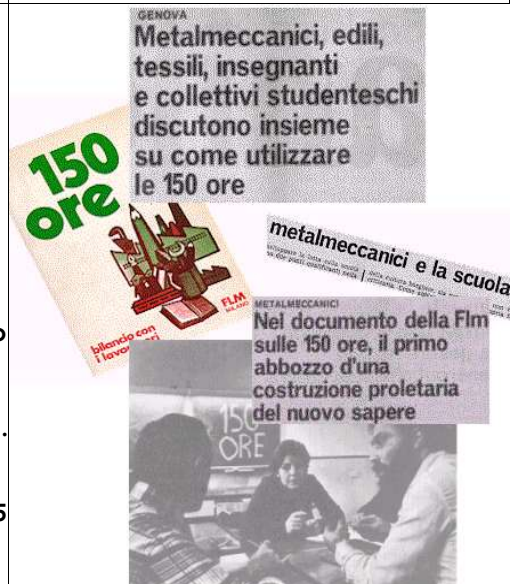 GENOVA
Metalmeccanici, edili,
tessili, insegnanti
e collettivi studenteschi
discutono insieme
su come utilizzare
le 150 ore
150
ore
FLM
MILANO
bilancio con
i lavoratori
metalmeccanici e la scuola
METALMECCANICI
Nel documento della Flm
sulle 150 ore, il primo
abbozzo d'una
costruzione proletaria
del nuovo sapere
150
ORE